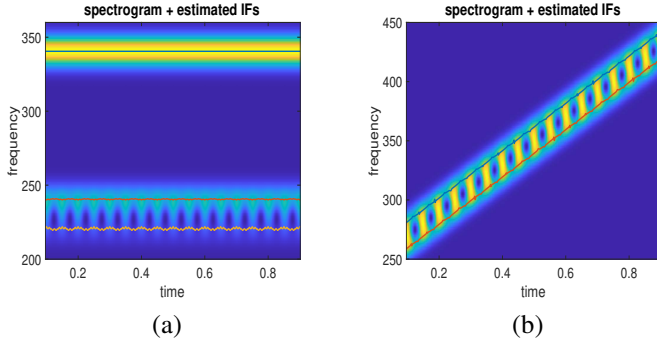 spectrogram + estimated IFs
frequency
350
300
250
200
0.2 0.4 0.6 0.8
time
(a)
spectrogram + estimated IFs
frequency
450
400
350
300
250
0.2 0.4 0.6 0.8
time
(b)